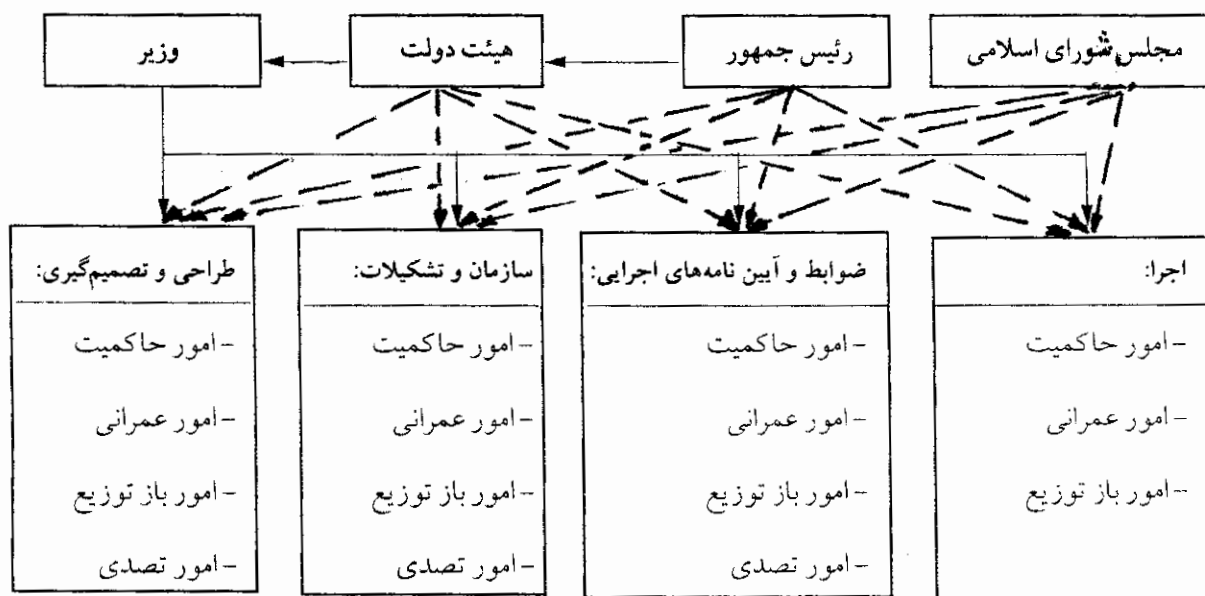 مجلس شورای اسلامی
رئیس جمهور
هیئت دولت
وزیر
اجرا:
- امور حاکمیت
- امور عمرانی
- امور باز توزیع
ضوابط و آیین نامه‌های اجرایی:
- امور حاکمیت
- امور عمرانی
- امور باز توزیع
- امور تصدی
سازمان و تشکیلات:
- امور حاکمیت
- امور عمرانی
- امور باز توزیع
- امور تصدی
طراحی و تصمیم‌گیری:
- امور حاکمیت
- امور عمرانی
- امور باز توزیع
- امور تصدی